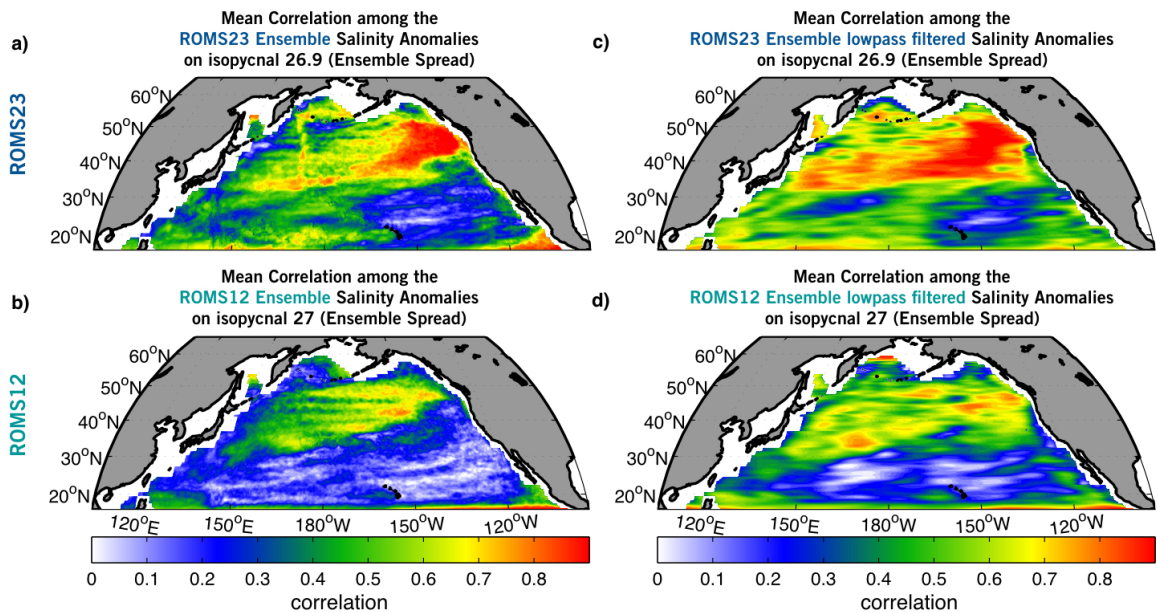 a)
Mean Correlation among the
ROMS23 Ensemble Salinity Anomalies
on isopycnal 26.9 (Ensemble Spread)
ROMS23
60°N
50°N
40°N
30°N
20°N
c)
Mean Correlation among the
ROMS23 Ensemble lowpass filtered Salinity Anomalies
on isopycnal 26.9 (Ensemble Spread)
60°N
50°N
40°N
30°N
20°N
150°E 180°W 150°W 120°W
b)
Mean Correlation among the
ROMS12 Ensemble Salinity Anomalies
on isopycnal 27 (Ensemble Spread)
ROMS12
60°N
50°N
40°N
30°N
20°N
120°E 150°E 180°W 150°W 120°W
0 0.1 0.2 0.3 0.4 0.5 0.6 0.7 0.8
correlation
d)
Mean Correlation among the
ROMS12 Ensemble lowpass filtered Salinity Anomalies
on isopycnal 27 (Ensemble Spread)
60°N
50°N
40°N
30°N
20°N
120°E 150°E 180°W 150°W 120°W
0 0.1 0.2 0.3 0.4 0.5 0.6 0.7 0.8
correlation